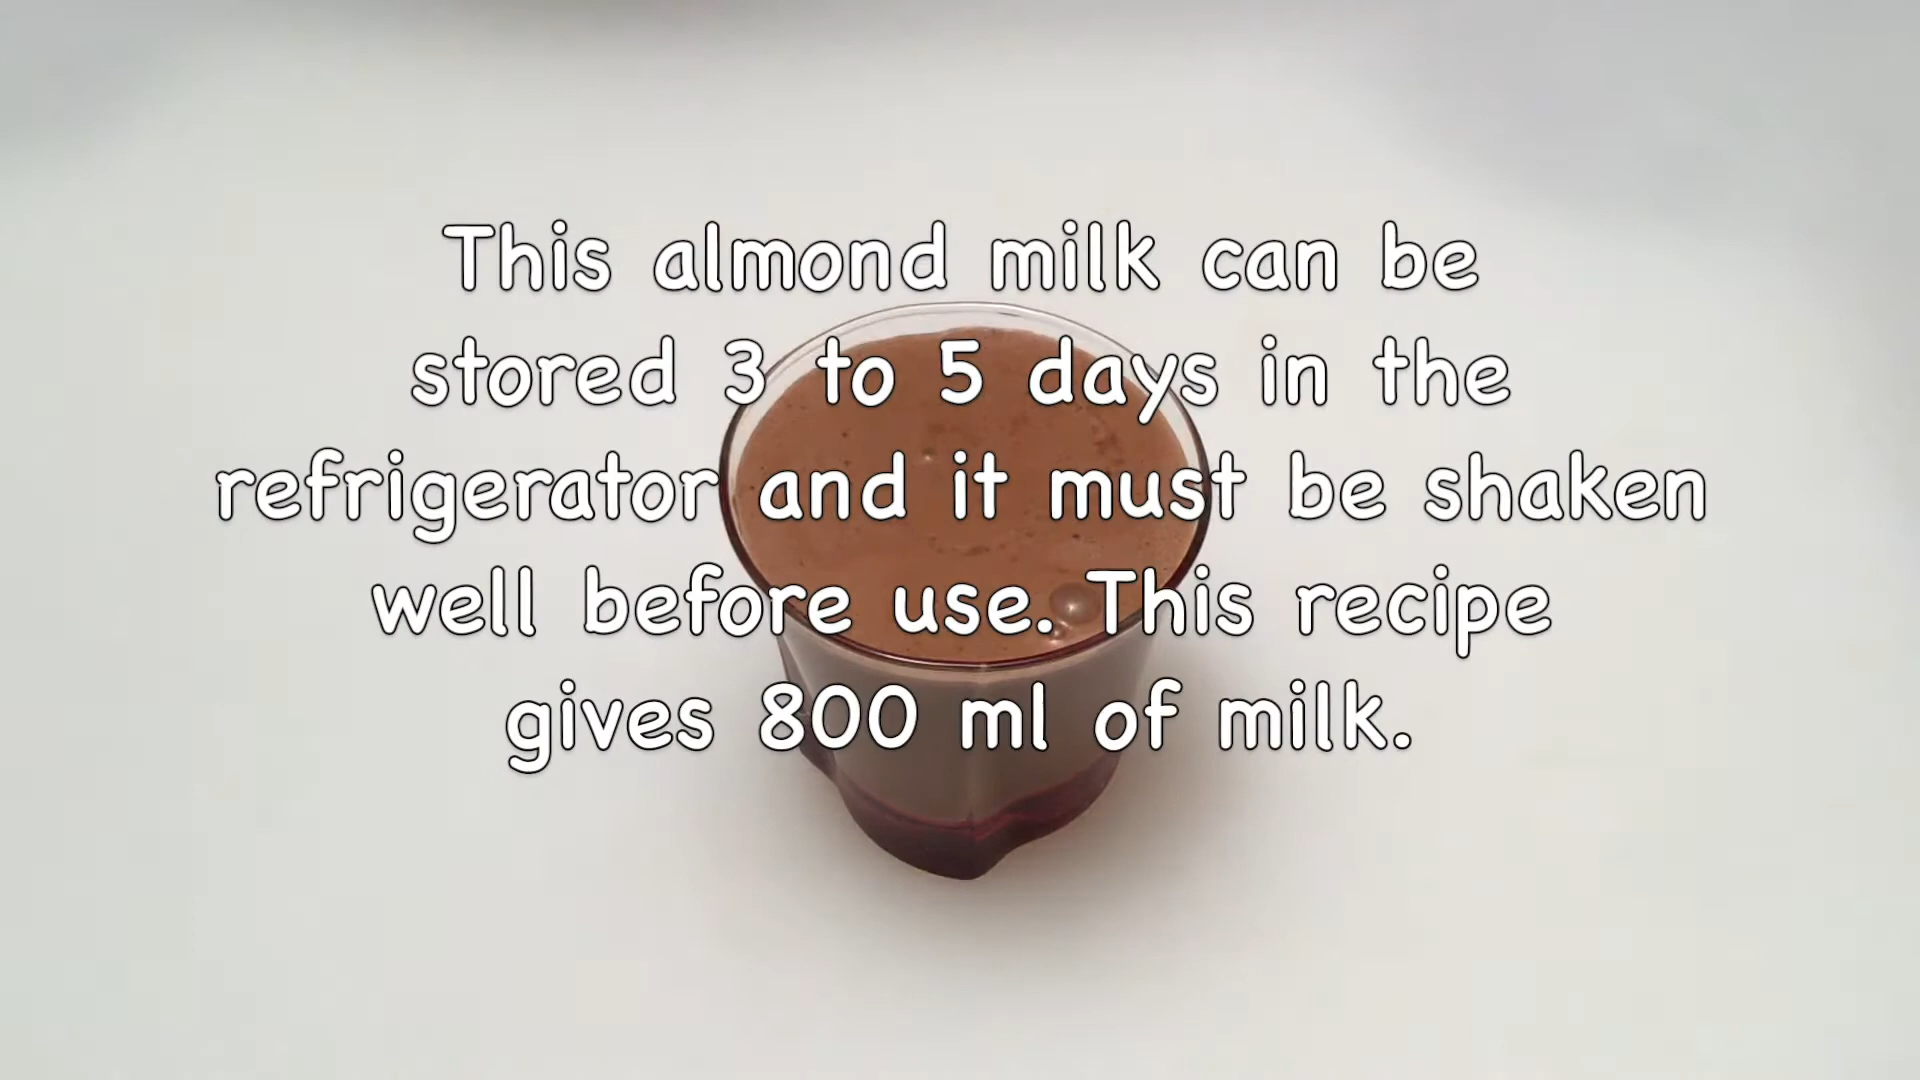 This almond milk can be
stored 3 to 5 days in the
refrigerator and it must be shaken
well before use. This recipe
gives 800 ml of milk.